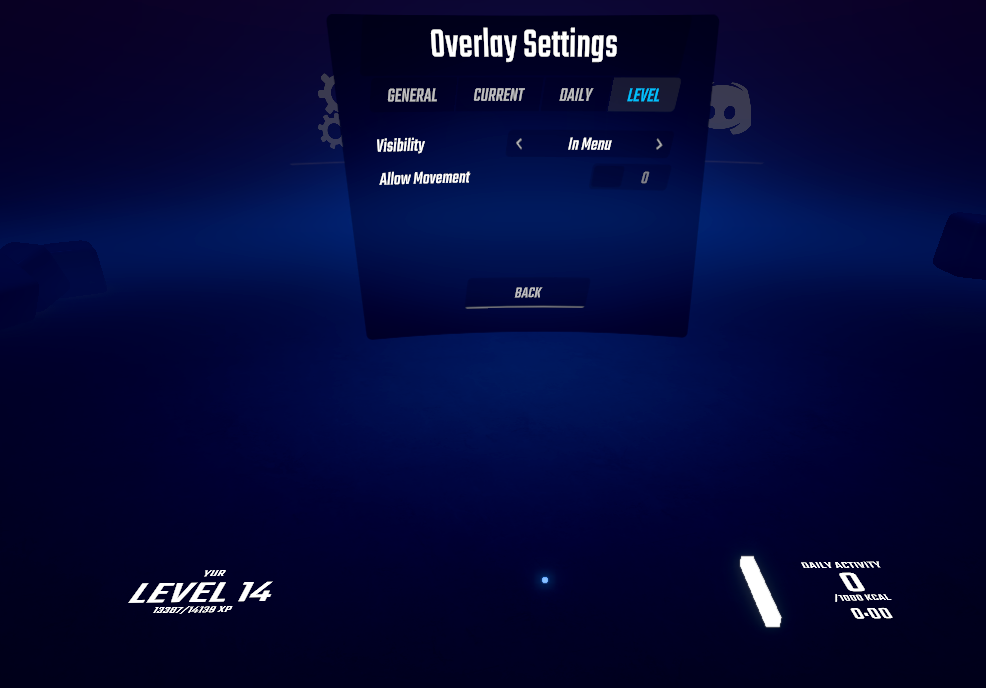 Overlay Settings
GENERAL CURRENT DAILY LEVEL
Visibility < In Menu >
Allow Movement 0
BACK
YUR
LEVEL 14
13387/14138 XP
DAILY ACTIVITY
0
/1000 KCAL
0:00